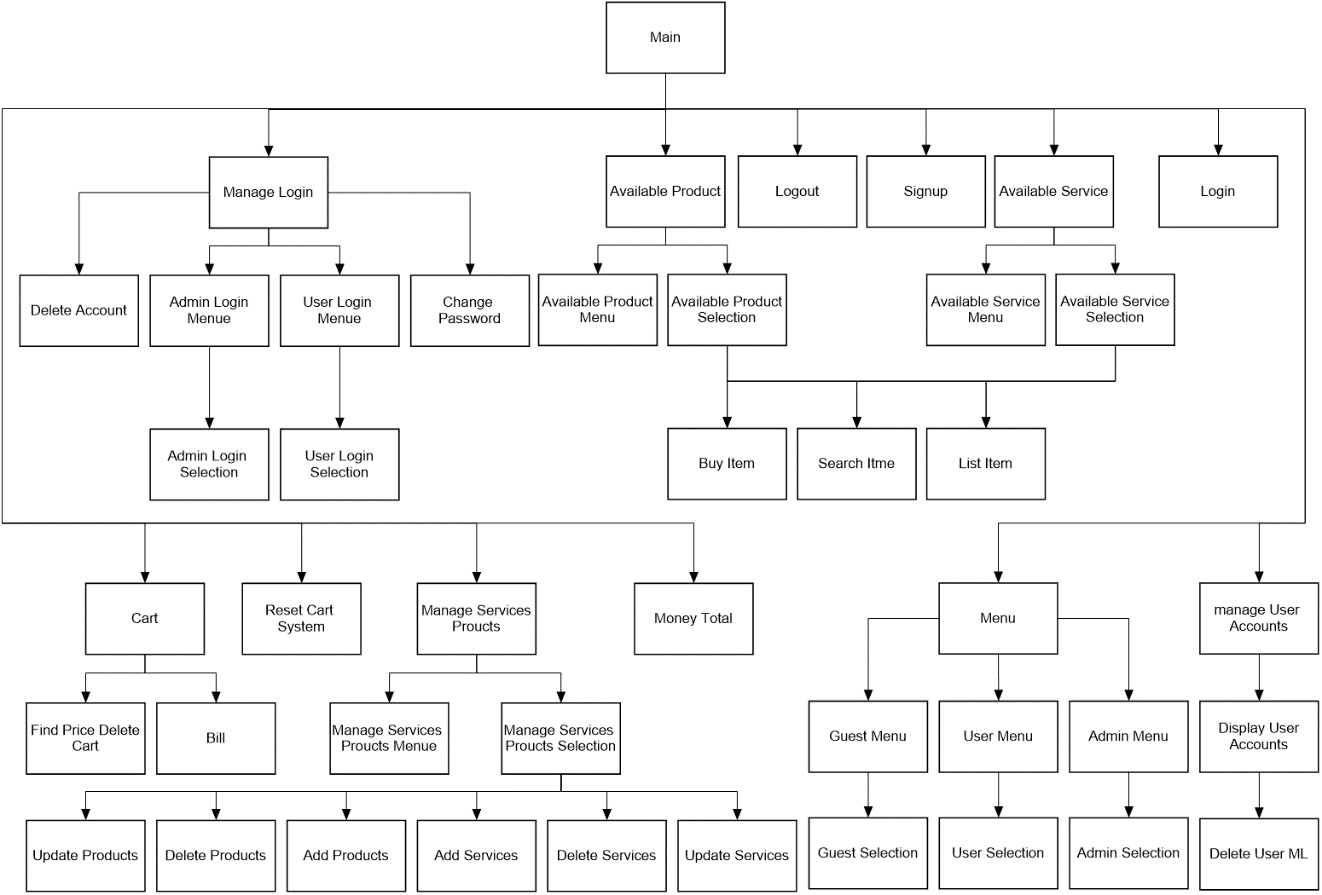 Main
Manage Login
Available Product
Logout
Signup
Available Service
Login
Delete Account
Admin Login
Menue
User Login
Menue
Change
Password
Available Product
Menu
Available Product
Selection
Available Service
Menu
Available Service
Selection
Admin Login
Selection
User Login
Selection
Buy Item
Search Itme
List Item
Cart
Reset Cart
System
Manage Services
Proucts
Money Total
Menu
manage User
Accounts
Find Price Delete
Cart
Bill
Manage Services
Proucts Menue
Manage Services
Proucts Selection
Guest Menu
User Menu
Admin Menu
Display User
Accounts
Update Products
Delete Products
Add Products
Add Services
Delete Services
Update Services
Guest Selection
User Selection
Admin Selection
Delete User ML